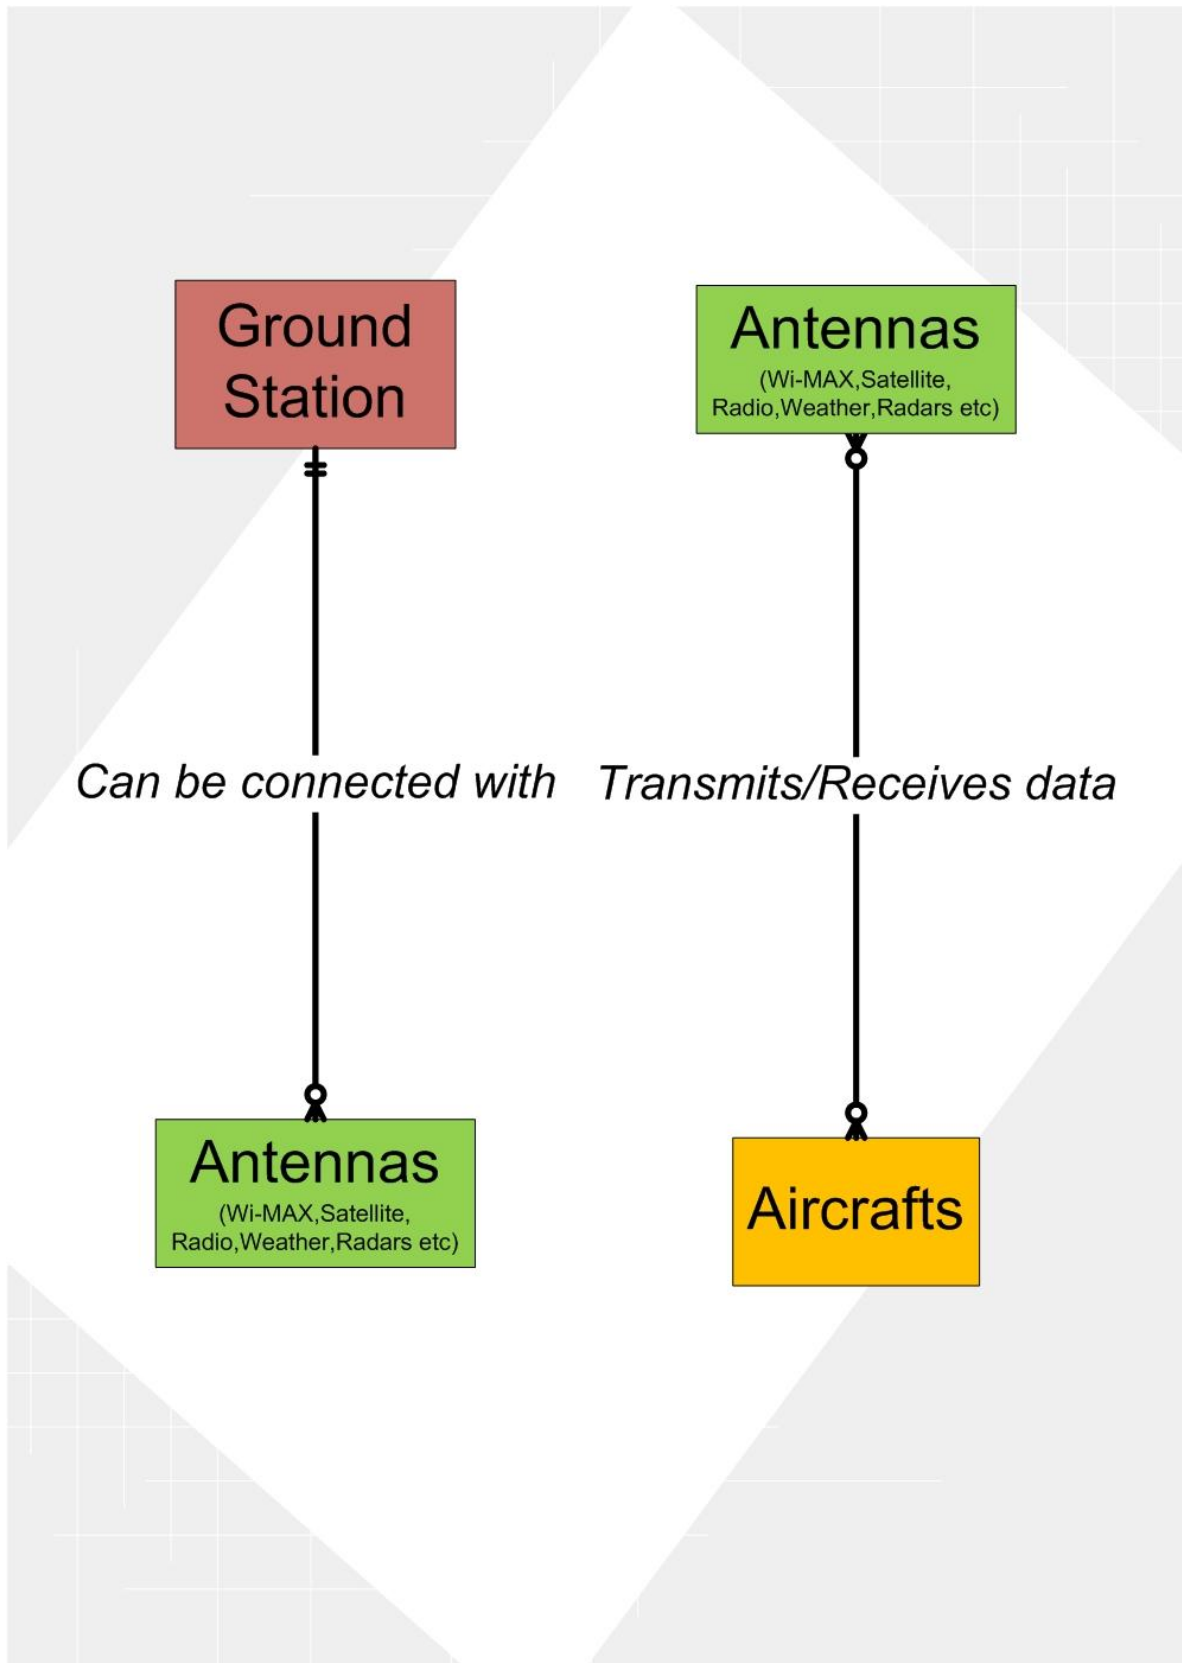 Ground
Station
Can be connected with
Antennas
(Wi-MAX,Satellite,
Radio,Weather,Radars etc)
Antennas
(Wi-MAX,Satellite,
Radio,Weather,Radars etc)
Transmits/Receives data
Aircrafts